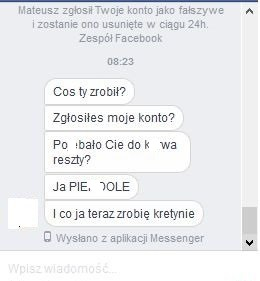 Mateusz zgłosił Twoje konto jako fałszywe
i zostanie ono usunięte w ciągu 24h.
Zespół Facebook
08:23
Cos ty zrobił?
Zgłosiłes moje konto?
Po ebało Cie do k wa
reszty?
Ja PIE OOLE
I co ja teraz zrobię kretynie
Wysłano z aplikacji Messenger
Wpisz wiadomość...